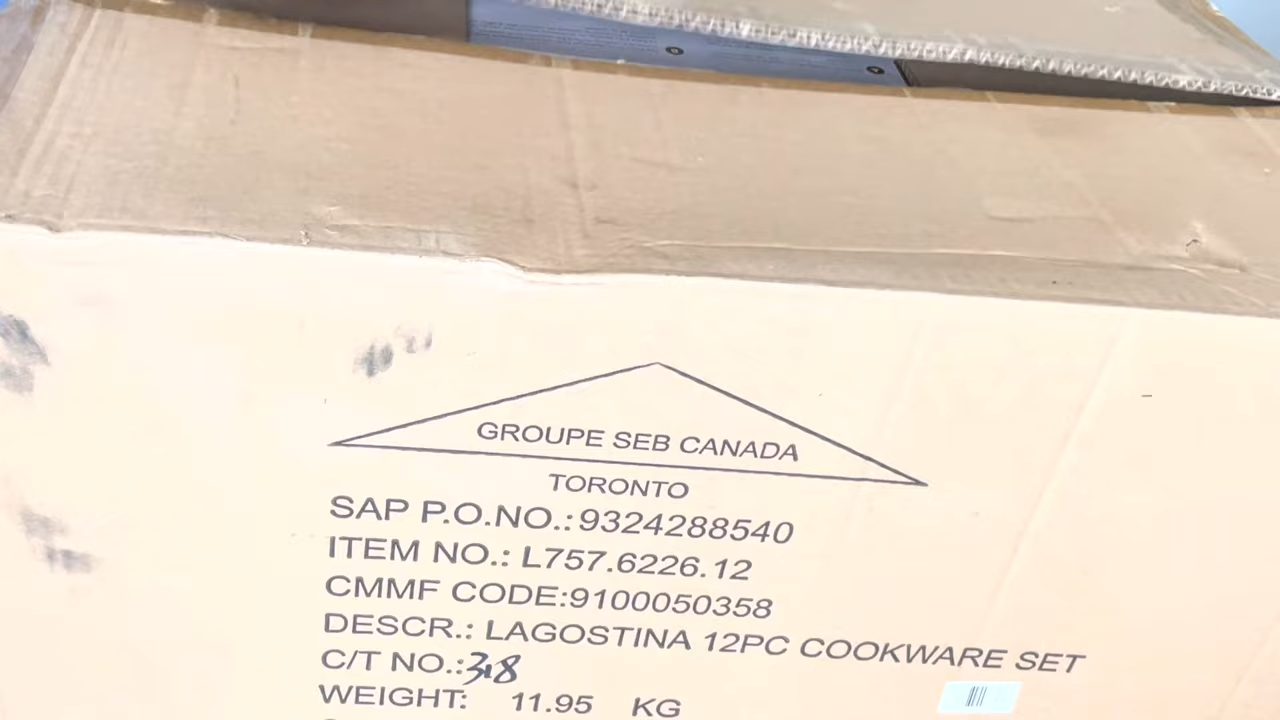 GROUPE SEB CANADA
TORONTO
SAP P.O.NO.: 9324288540
ITEM NO.: L757.6226.12
CMMF CODE:9100050358
DESCR.: LAGOSTINA 12PC COOKWARE SET
C/T NO.:318
WEIGHT: 11.95 KG